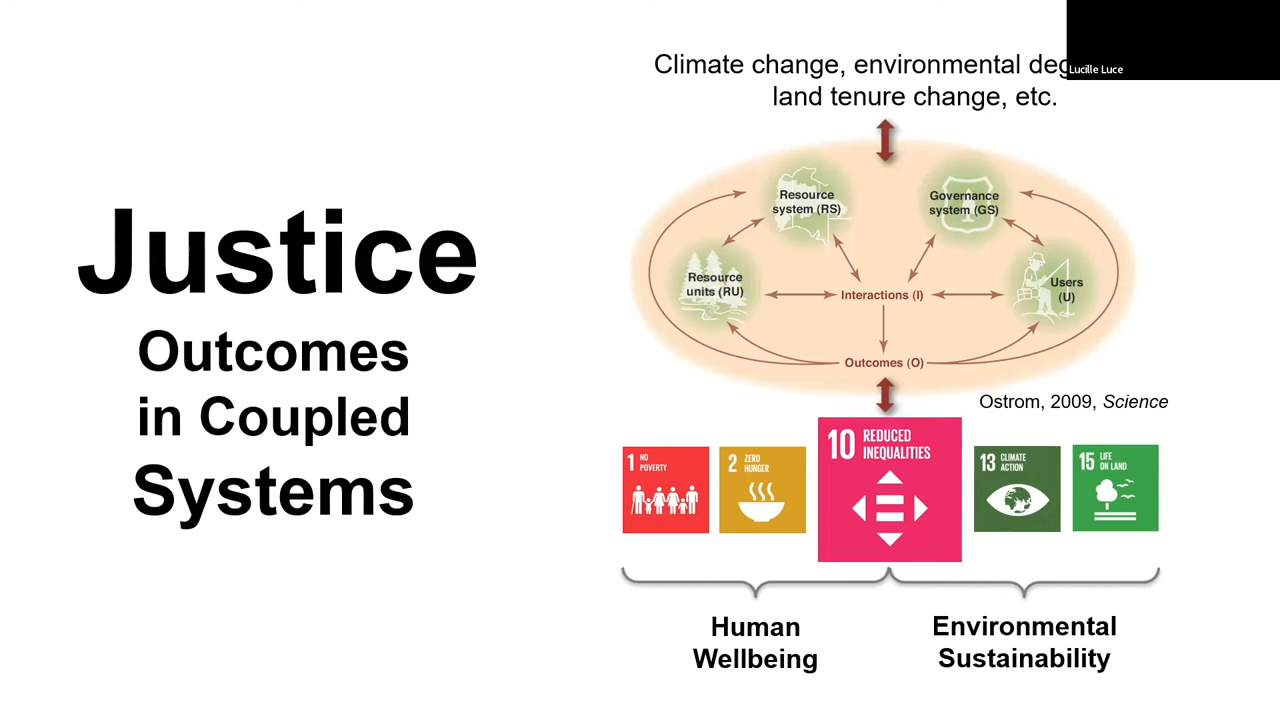 Justice
Outcomes
in Coupled
Systems
Climate change, environmental
land tenure change, etc.
Lucille Luce
Resource
system (RS)
Governance
system (GS)
Resource
units (RU)
Users
(U)
Interactions (I)
Outcomes (O)
Ostrom, 2009, Science
1 NO
POVERTY
2 ZERO
HUNGER
10 REDUCED
INEQUALITIES
13 CLIMATE
ACTION
15 LIFE
ON LAND
Human
Wellbeing
Environmental
Sustainability